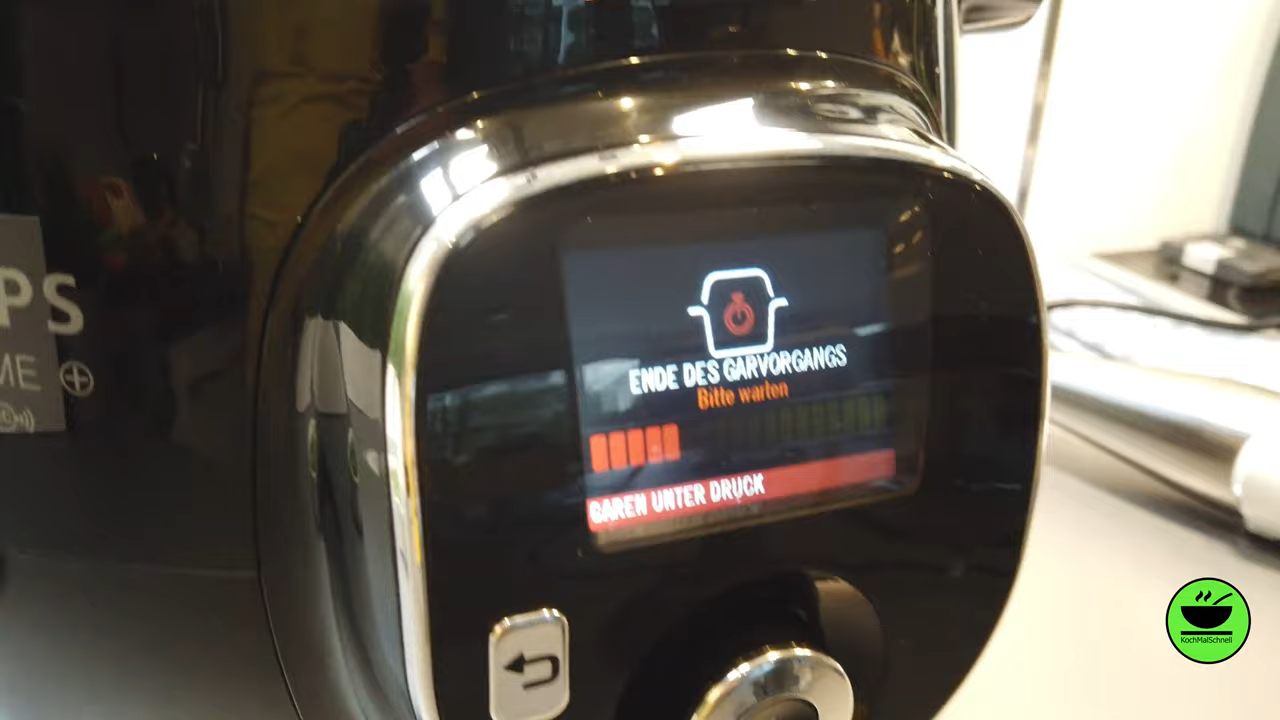 PS
ME
ENDE DES GARVORGANGS
Bitte warten
GAREN UNTER DRUCK
KochMalSchnell